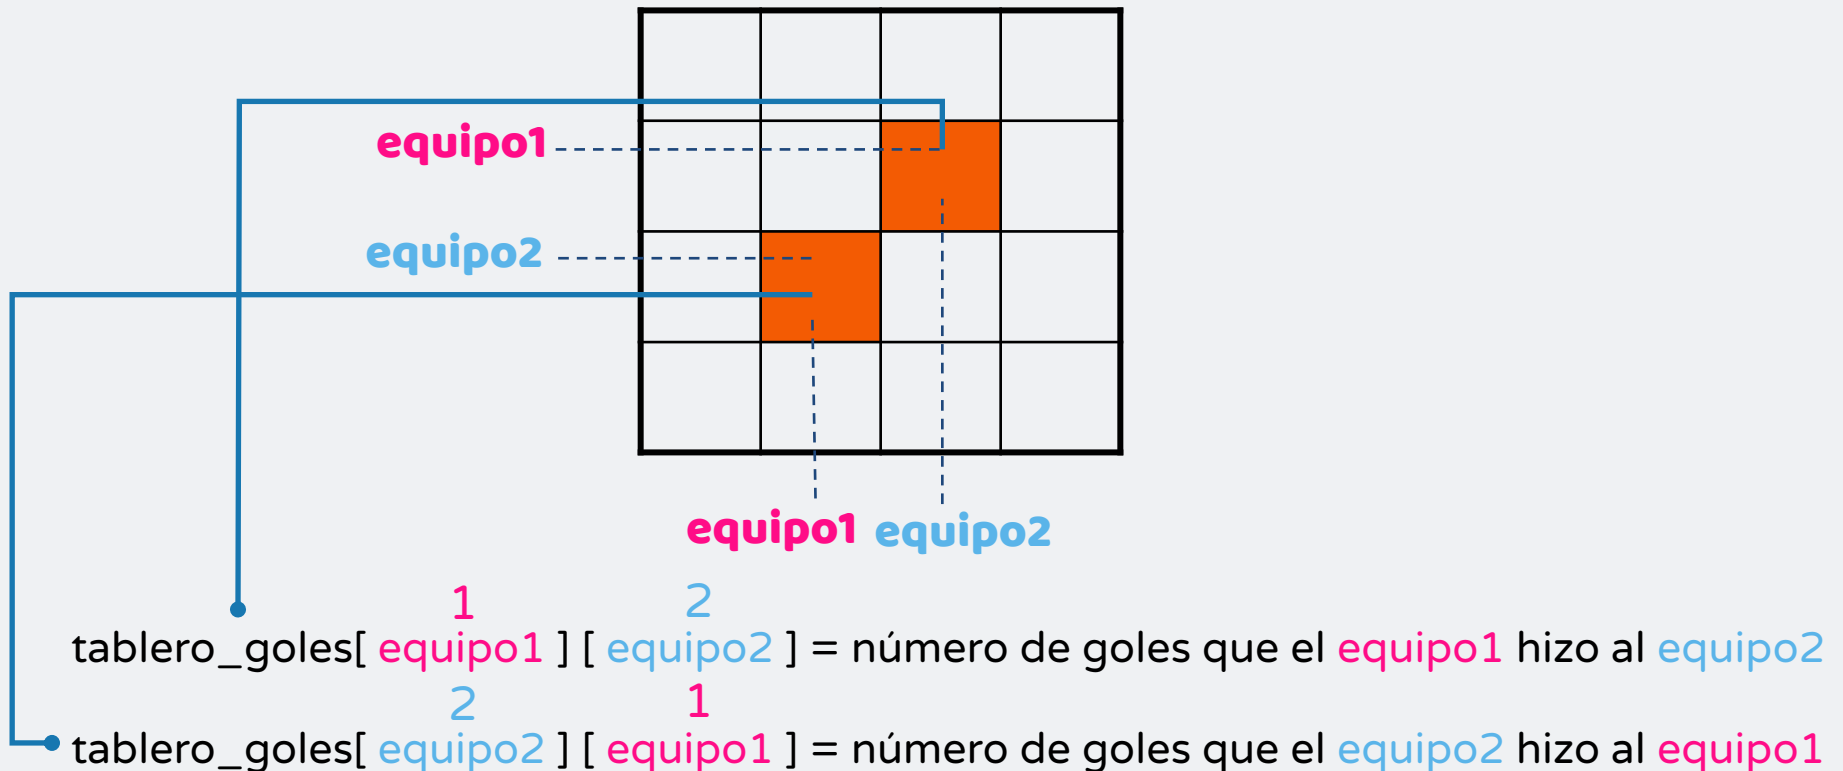 equipo1
equipo2
equipo1 equipo2
1 2
tablero_goles[ equipo1 ] [ equipo2 ] = número de goles que el equipo1 hizo al equipo2
2 1
tablero_goles[ equipo2 ] [ equipo1 ] = número de goles que el equipo2 hizo al equipo1